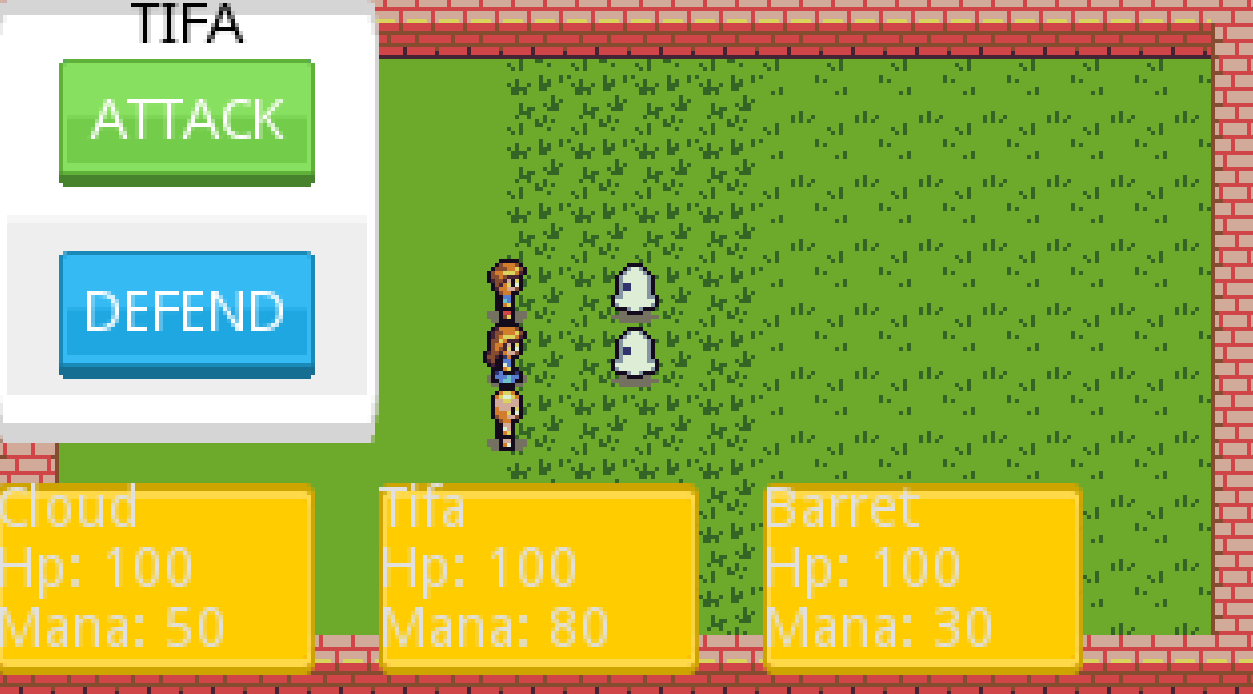 TIFA
ATTACK
DEFEND
Cloud
Hp: 100
Mana: 50
Tifa
Hp: 100
Mana: 80
Barret
Hp: 100
Mana: 30